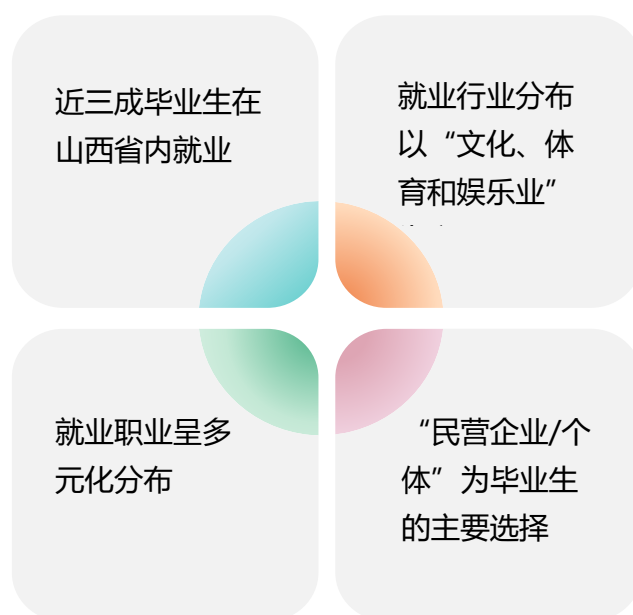 近三成毕业生在
山西省内就业
就业行业分布
以“文化、体
育和娱乐业”
就业职业呈多
元化分布
“民营企业/个
体”为毕业生
的主要选择